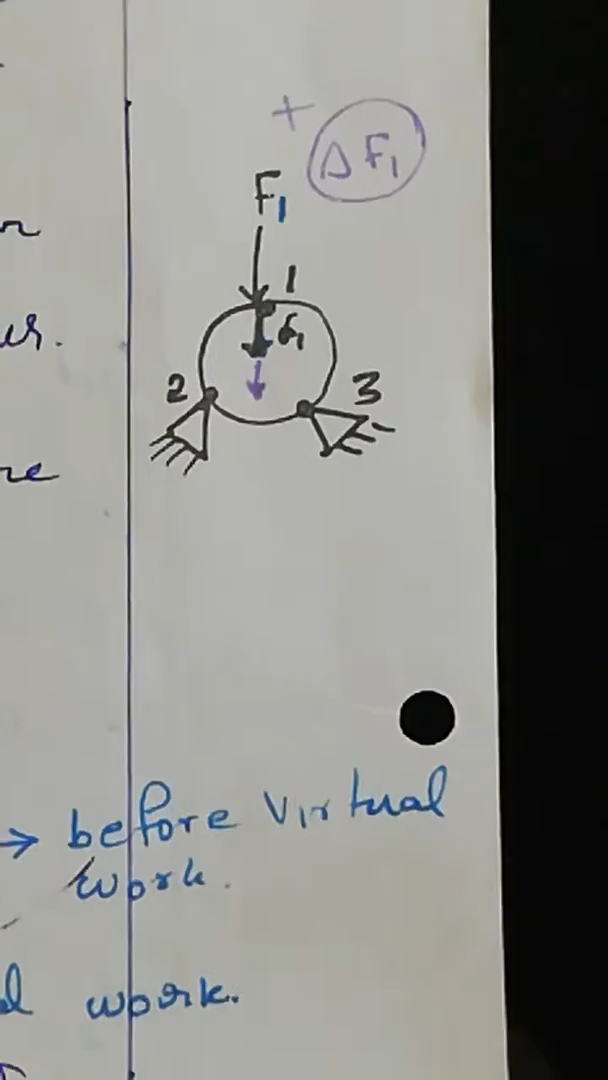 + ΔF₁
F₁
1
δ₁
2 3
→ before Virtual
work.
work.